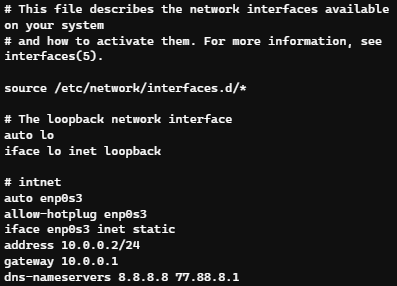 # This file describes the network interfaces available
on your system
# and how to activate them. For more information, see
interfaces(5).
source /etc/network/interfaces.d/*
# The loopback network interface
auto lo
iface lo inet loopback
# intnet
auto enp0s3
allow-hotplug enp0s3
iface enp0s3 inet static
address 10.0.0.2/24
gateway 10.0.0.1
dns-nameservers 8.8.8.8 77.88.8.1